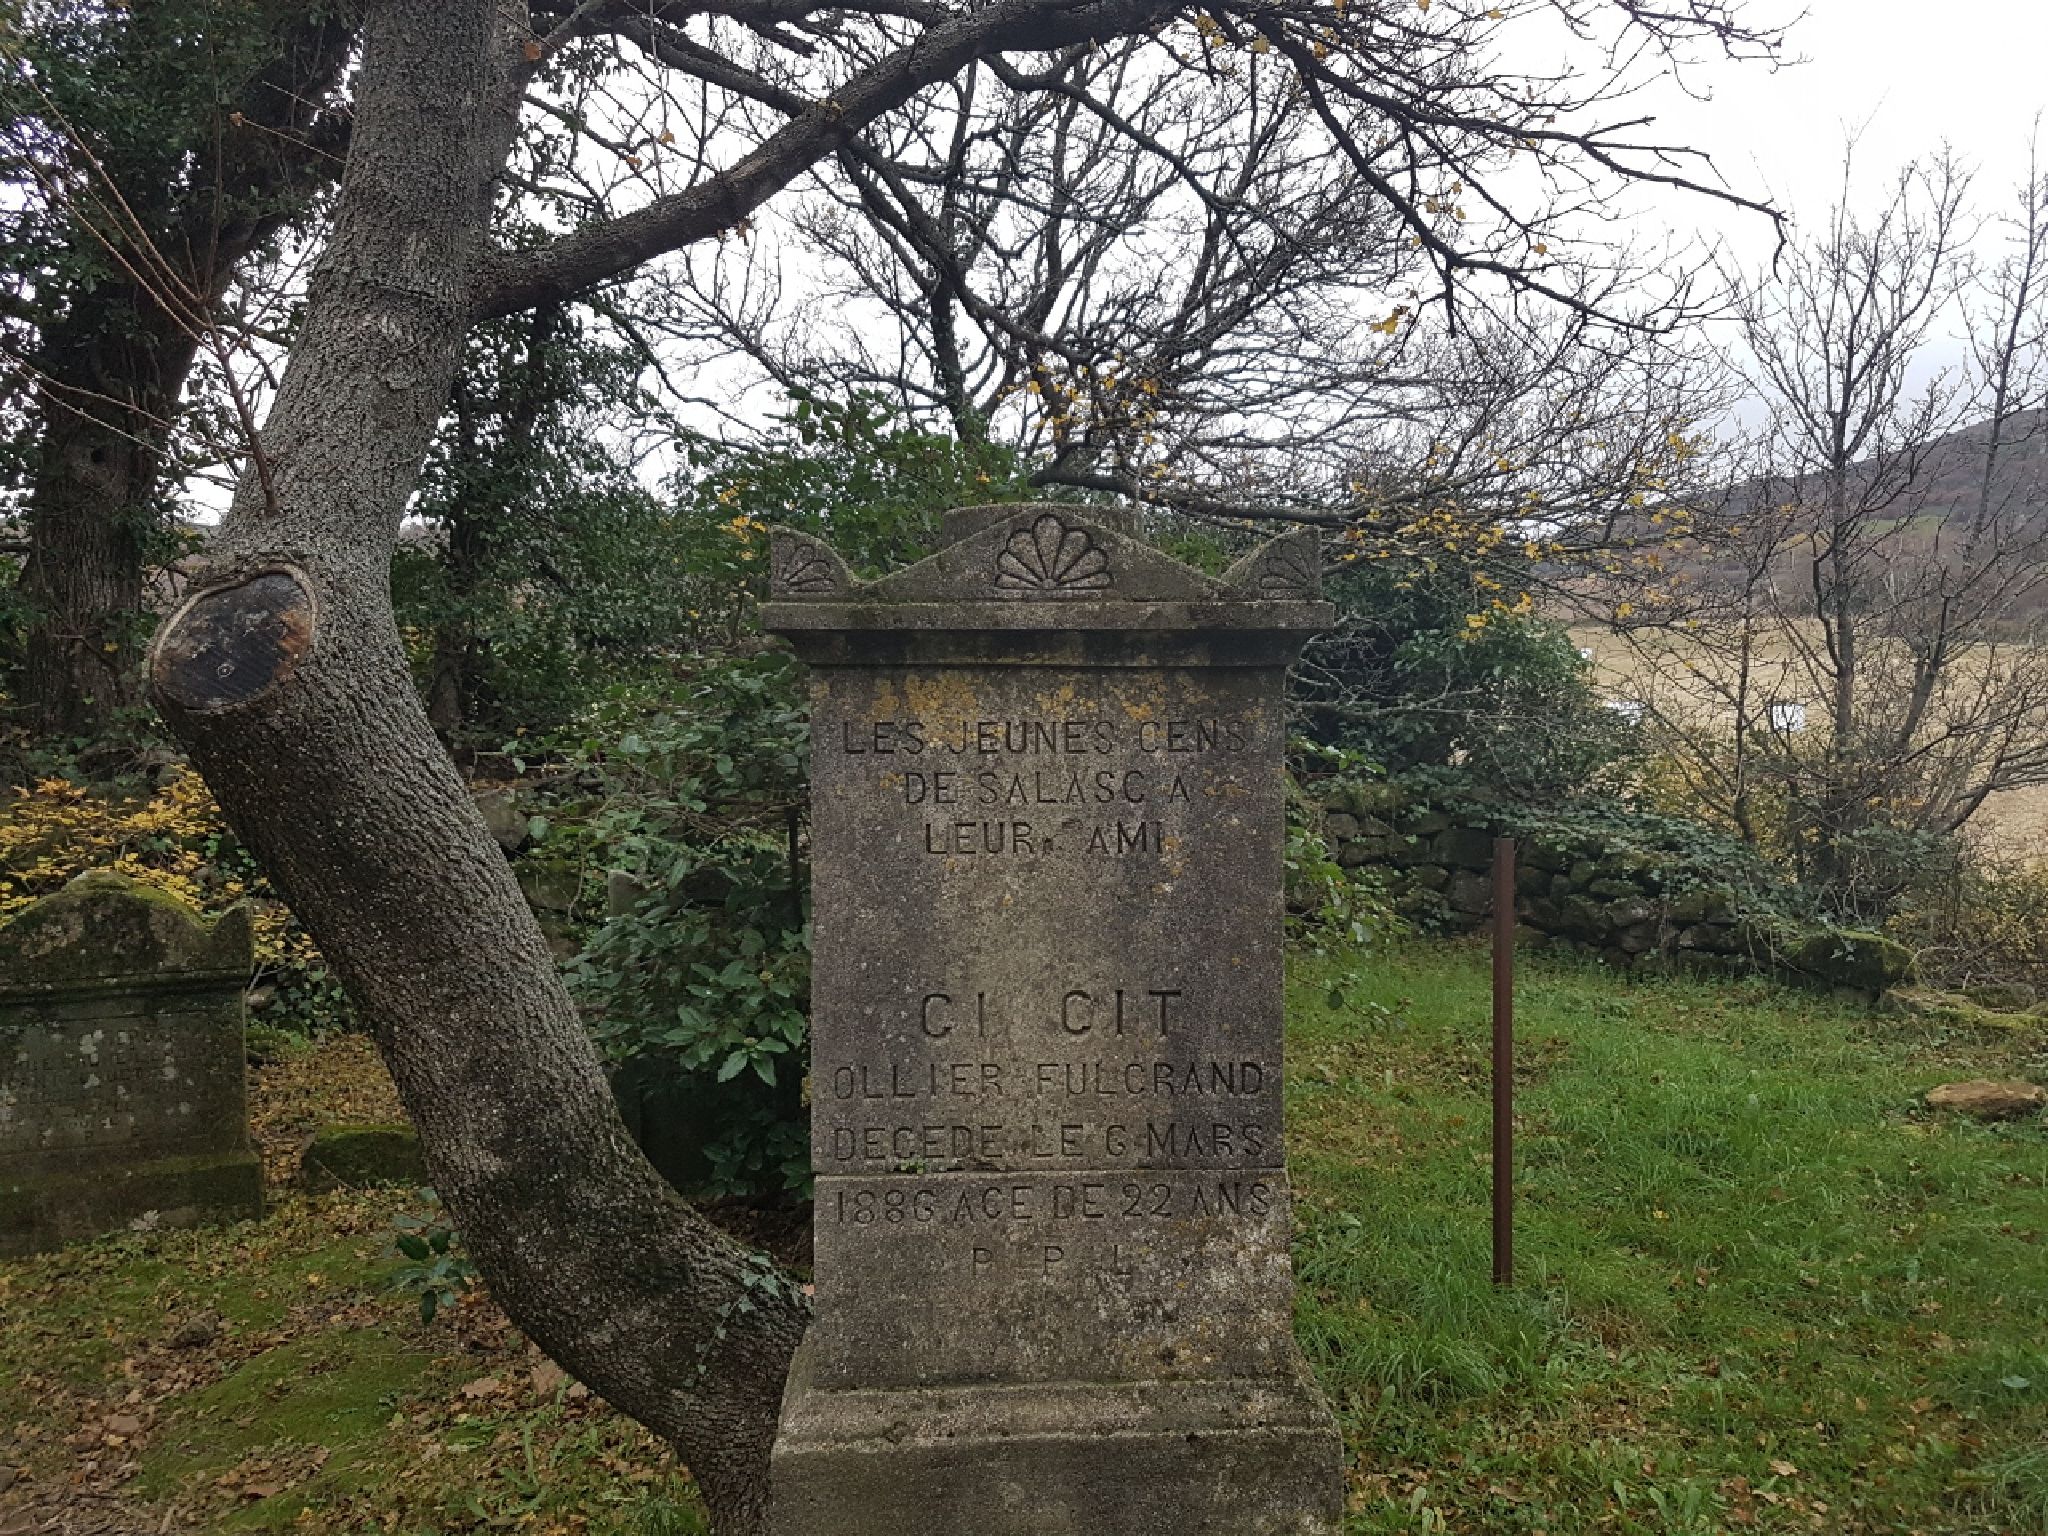 LES JEUNES GENS
DE SALASC A
LEUR AMI
CI GIT
OLLIER FULCRAND
DECEDE LE 6 MARS
1886 AGE DE 22 ANS
P P L